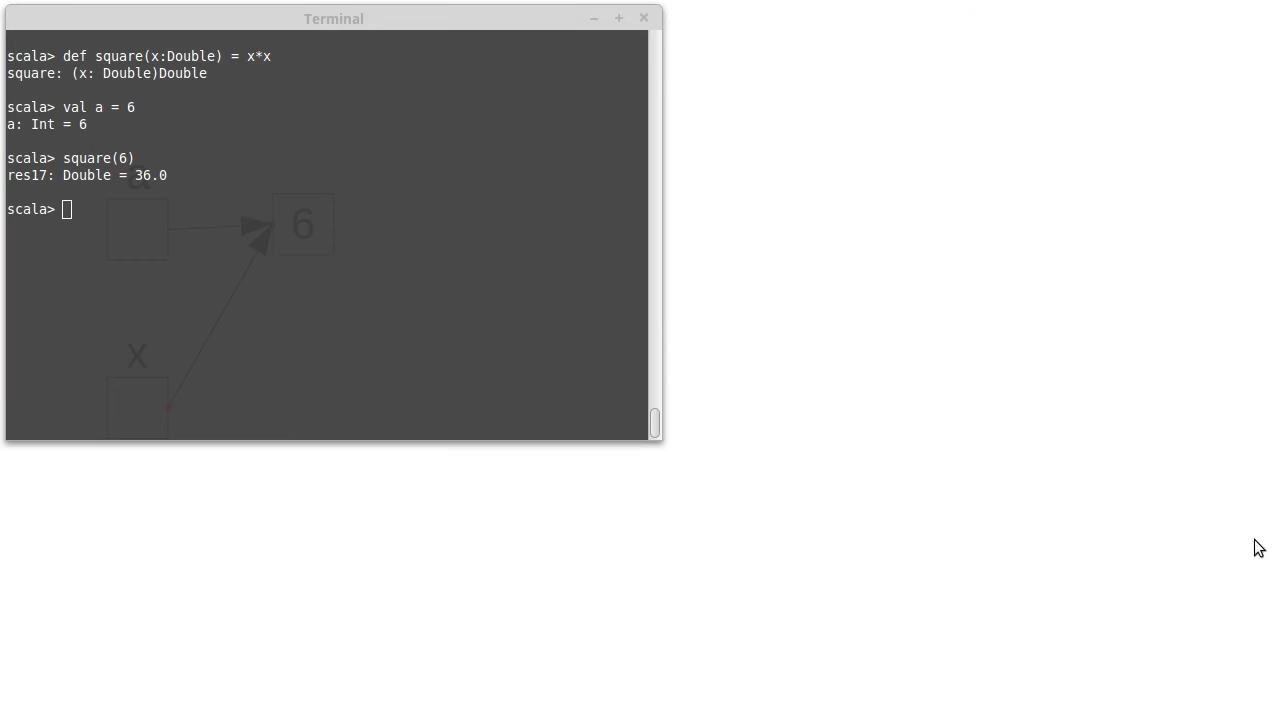 Terminal
scala> def square(x:Double) = x*x
square: (x: Double)Double
scala> val a = 6
a: Int = 6
scala> square(6)
res17: Double = 36.0
scala>
a
6
x